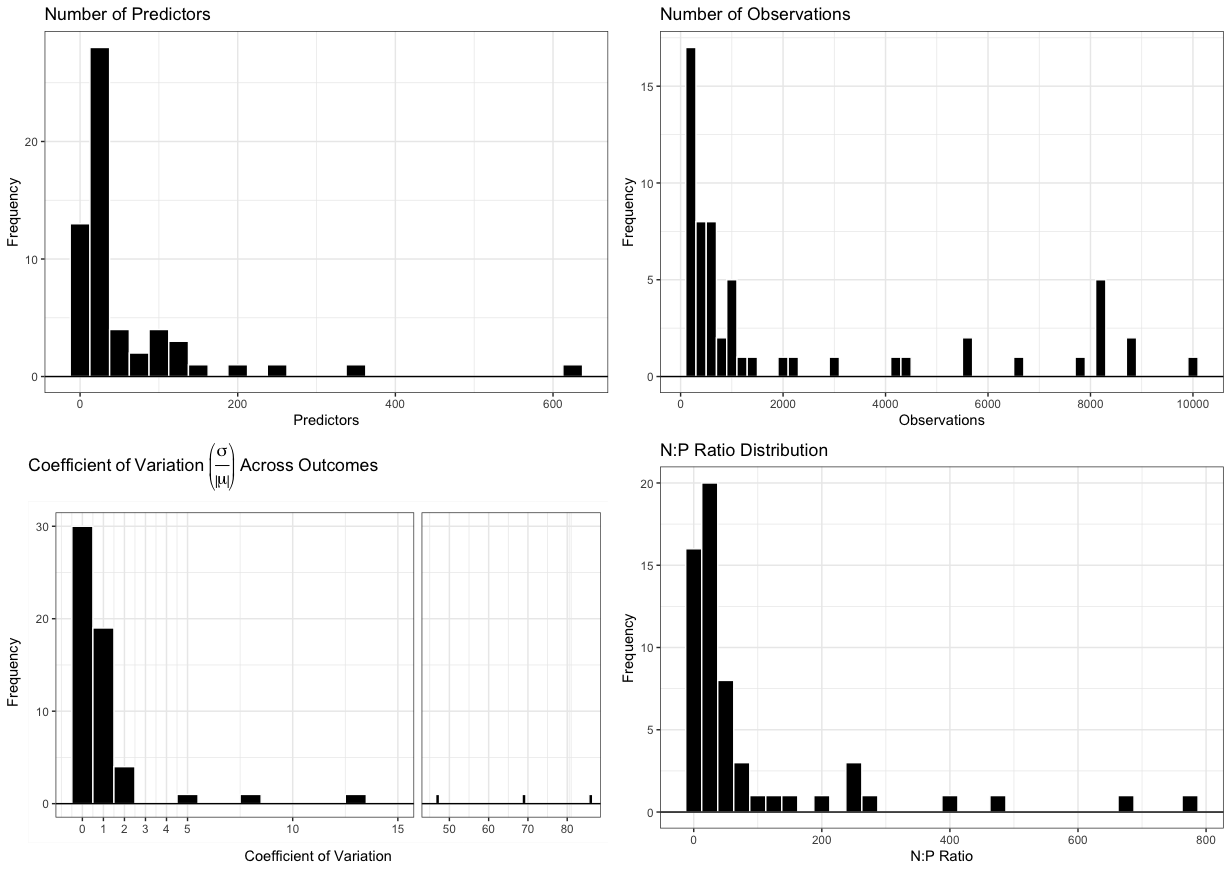 Number of Predictors
Frequency
20
10
0
0 200 400 600
Predictors
Number of Observations
Frequency
15
10
5
0
0 2000 4000 6000 8000 10000
Observations
Coefficient of Variation (σ/|μ|) Across Outcomes
Frequency
30
20
10
0
0 1 2 3 4 5 10 15 50 60 70 80
Coefficient of Variation
N:P Ratio Distribution
Frequency
20
15
10
5
0
0 200 400 600 800
N:P Ratio